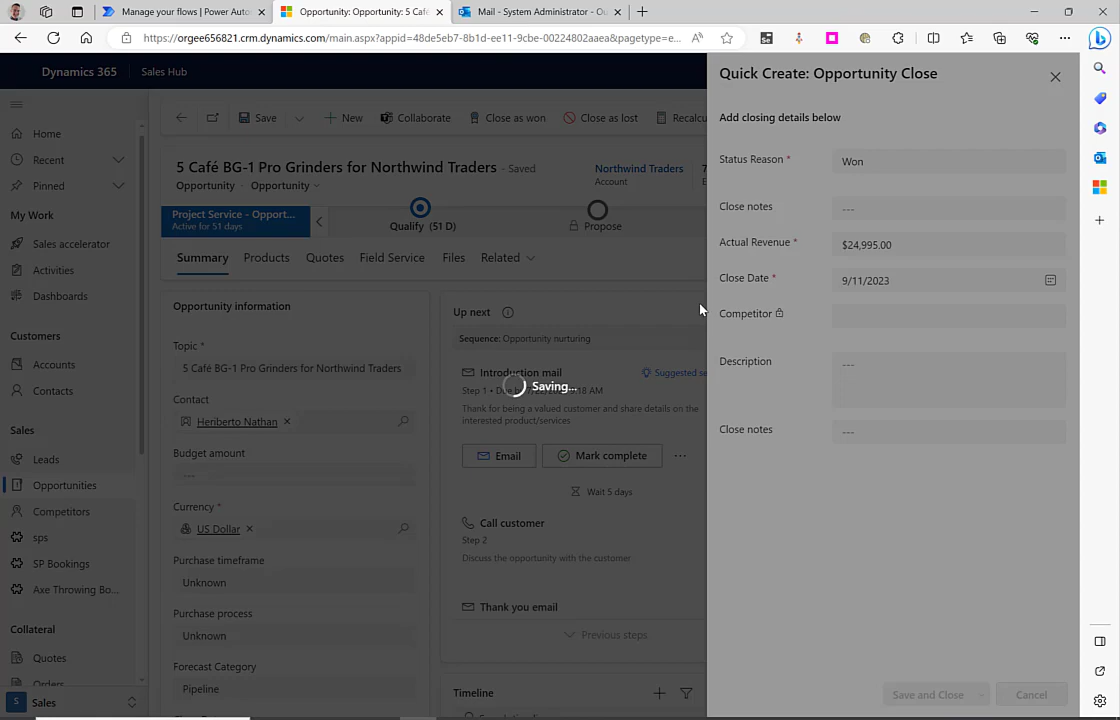 Manage your flows | Power Auto
Opportunity: Opportunity: 5 Café
Mail - System Administrator - Ou
https://orgee656821.crm.dynamics.com/main.aspx?appid=48de5eb7-8b1d-ee11-9cbe-00224802aaea&pagetype=e...
Dynamics 365
Sales Hub
Save
New
Collaborate
Close as won
Close as lost
Recalcu
5 Café BG-1 Pro Grinders for Northwind Traders - Saved
Opportunity · Opportunity
Northwind Traders
Account
Project Service - Opport...
Active for 51 days
Qualify (51 D)
Propose
Summary
Products
Quotes
Field Service
Files
Related
Home
Recent
Pinned
My Work
Sales accelerator
Activities
Dashboards
Customers
Accounts
Contacts
Sales
Leads
Opportunities
Competitors
sps
SP Bookings
Axe Throwing Bo...
Collateral
Quotes
Orders
S
Sales
Opportunity information
Topic *
5 Café BG-1 Pro Grinders for Northwind Traders
Contact
Heriberto Nathan
Budget amount
---
Currency *
US Dollar
Purchase timeframe
Unknown
Purchase process
Unknown
Forecast Category
Pipeline
Up next
Sequence: Opportunity nurturing
Introduction mail
Suggested se
Saving...
Thank for being a valued customer and share details on the
interested product/services
Email
Mark complete
Wait 5 days
Call customer
Step 2
Discuss the opportunity with the customer
Thank you email
Previous steps
Timeline
Quick Create: Opportunity Close
Add closing details below
Status Reason *
Won
Close notes
---
Actual Revenue *
$24,995.00
Close Date *
9/11/2023
Competitor
Description
---
Close notes
---
Save and Close
Cancel